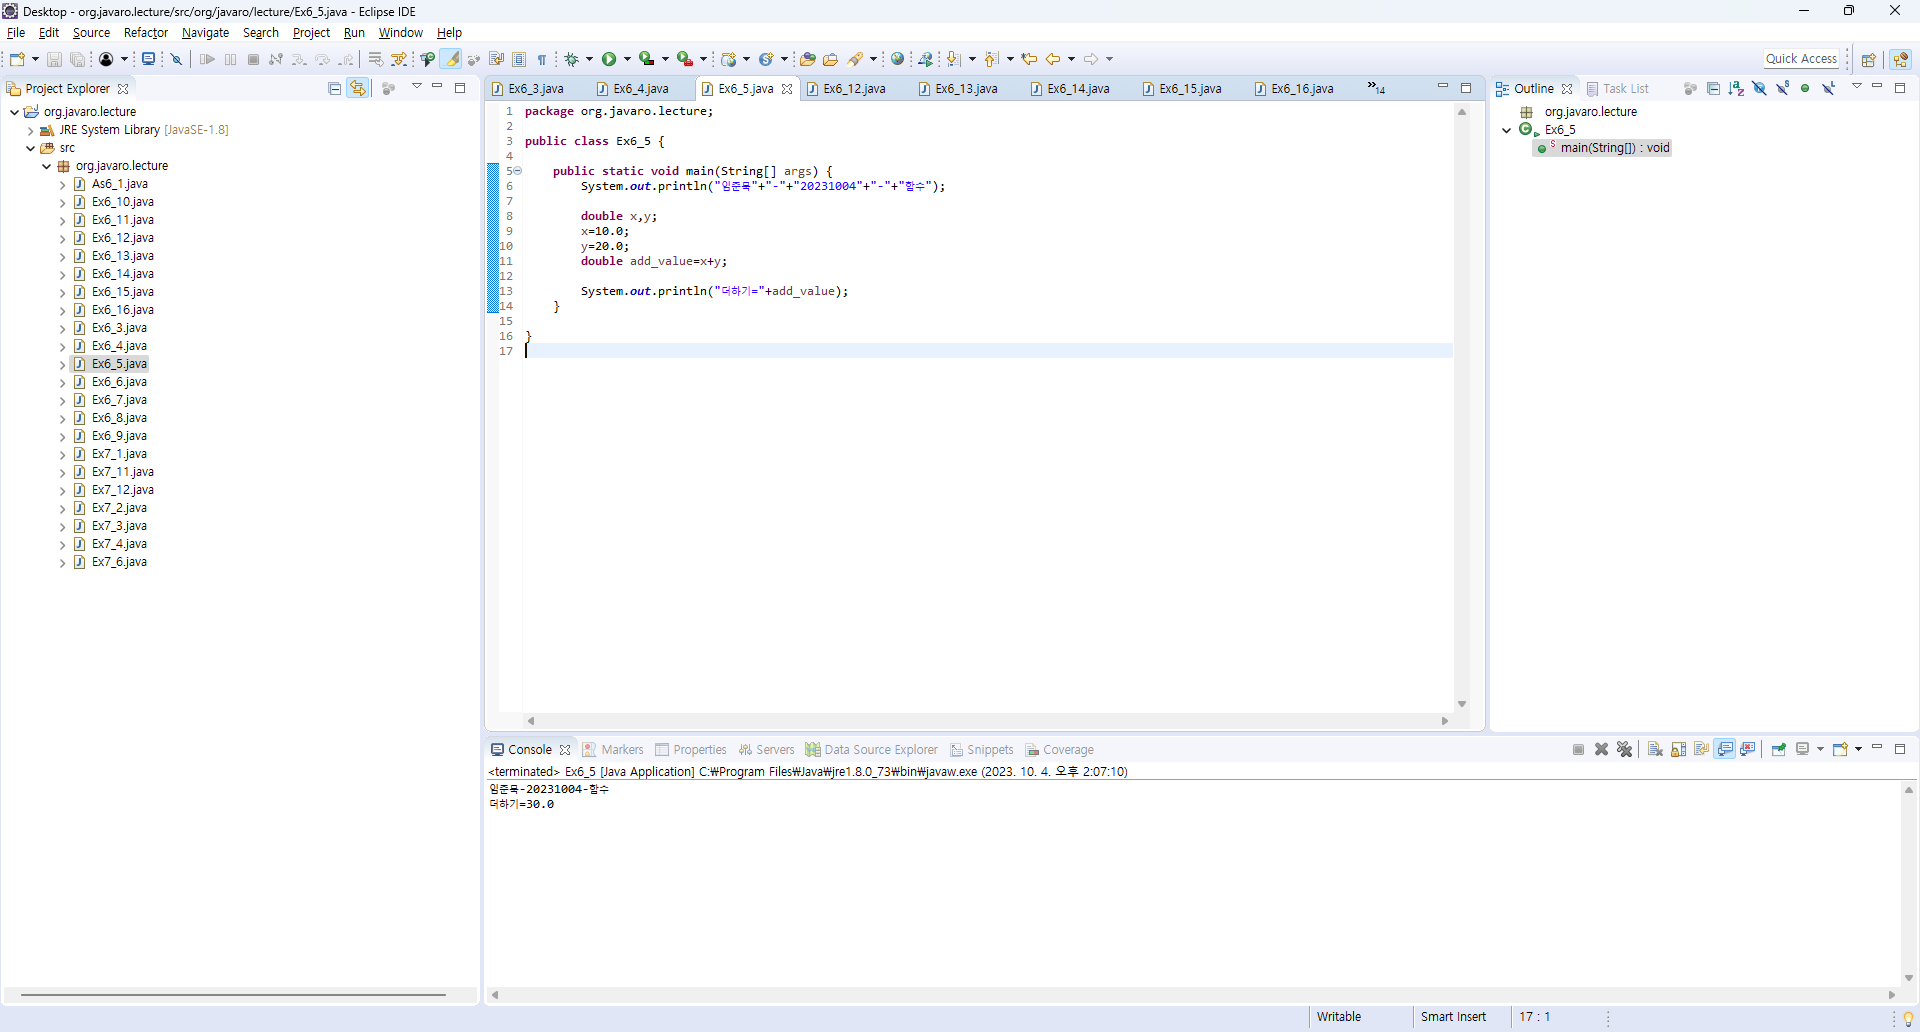 Desktop - org.javaro.lecture/src/org/javaro/lecture/Ex6_5.java - Eclipse IDE
File Edit Source Refactor Navigate Search Project Run Window Help
Quick Access
Project Explorer
org.javaro.lecture
JRE System Library [JavaSE-1.8]
src
org.javaro.lecture
As6_1.java
Ex6_10.java
Ex6_11.java
Ex6_12.java
Ex6_13.java
Ex6_14.java
Ex6_15.java
Ex6_16.java
Ex6_3.java
Ex6_4.java
Ex6_5.java
Ex6_6.java
Ex6_7.java
Ex6_8.java
Ex6_9.java
Ex7_1.java
Ex7_11.java
Ex7_12.java
Ex7_2.java
Ex7_3.java
Ex7_4.java
Ex7_6.java
Ex6_3.java Ex6_4.java Ex6_5.java Ex6_12.java Ex6_13.java Ex6_14.java Ex6_15.java Ex6_16.java »14
1 package org.javaro.lecture;
2
3 public class Ex6_5 {
4
5 public static void main(String[] args) {
6 System.out.println("임준묵"+"-"+"20231004"+"-"+"함수");
7
8 double x,y;
9 x=10.0;
10 y=20.0;
11 double add_value=x+y;
12
13 System.out.println("더하기="+add_value);
14 }
15
16 }
17
Outline Task List
org.javaro.lecture
Ex6_5
S main(String[]) : void
Console Markers Properties Servers Data Source Explorer Snippets Coverage
<terminated> Ex6_5 [Java Application] C:₩Program Files₩Java₩jre1.8.0_73₩bin₩javaw.exe (2023. 10. 4. 오후 2:07:10)
임준묵-20231004-함수
더하기=30.0
Writable Smart Insert 17 : 1